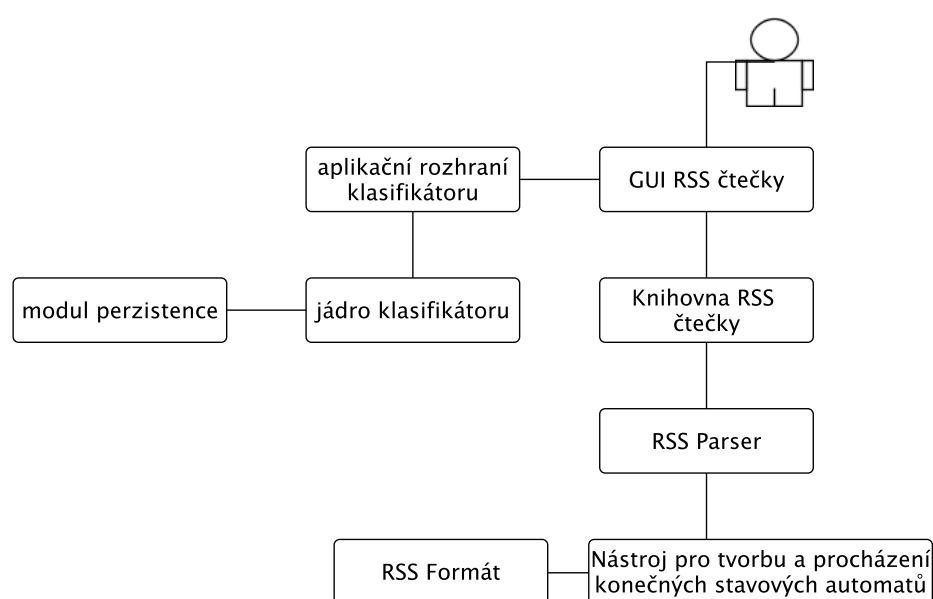 aplikační rozhraní
klasifikátoru
GUI RSS čtečky
modul perzistence
jádro klasifikátoru
Knihovna RSS
čtečky
RSS Parser
RSS Formát
Nástroj pro tvorbu a procházení
konečných stavových automatů